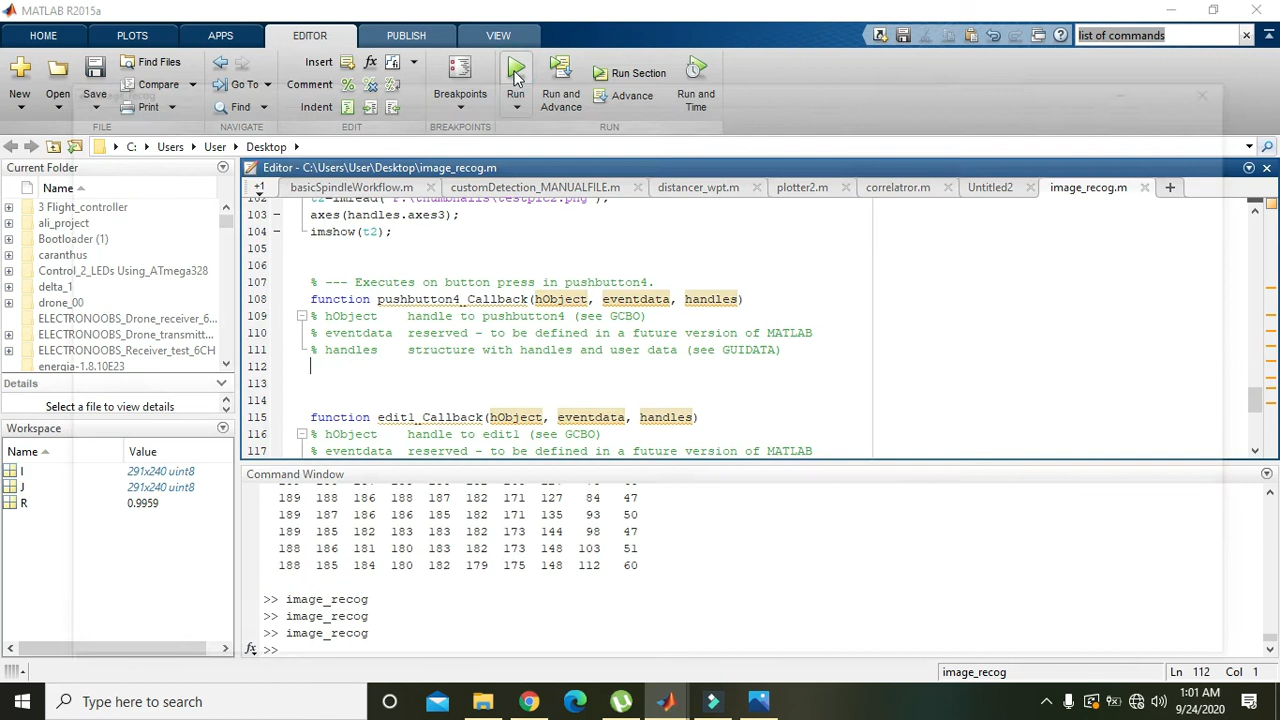 MATLAB R2015a
HOME PLOTS APPS EDITOR PUBLISH VIEW
list of commands
New Open Save
Find Files
Compare
Print
FILE
Go To
Find
NAVIGATE
Insert
Comment
Indent
EDIT
Breakpoints
BREAKPOINTS
Run
Run and Advance
Run Section
Advance
Run and Time
RUN
C: Users User Desktop
Current Folder
Name
3 Flight_controller
ali_project
Bootloader (1)
caranthus
Control_2_LEDs Using_ATmega328
delta_1
drone_00
ELECTRONOOBS_Drone_receiver_6...
ELECTRONOOBS_Drone_transmitt...
ELECTRONOOBS_Receiver_test_6CH
energia-1.8.10E23
Details
Select a file to view details
Workspace
Name Value
I 291x240 uint8
J 291x240 uint8
R 0.9959
Editor - C:\Users\User\Desktop\image_recog.m
+1 basicSpindleWorkflow.m customDetection_MANUALFILE.m distancer_wpt.m plotter2.m correlatror.m Untitled2 image_recog.m
102 t2=imread('F:\thumbnails\testpic2.png');
103 axes(handles.axes3);
104 imshow(t2);
105
106
107 % --- Executes on button press in pushbutton4.
108 function pushbutton4_Callback(hObject, eventdata, handles)
109 % hObject    handle to pushbutton4 (see GCBO)
110 % eventdata  reserved - to be defined in a future version of MATLAB
111 % handles    structure with handles and user data (see GUIDATA)
112
113
114
115 function edit1_Callback(hObject, eventdata, handles)
116 % hObject    handle to edit1 (see GCBO)
117 % eventdata  reserved - to be defined in a future version of MATLAB
Command Window
189 188 186 188 187 182 171 127 84 47
189 187 186 186 185 182 171 135 93 50
189 185 182 183 183 182 173 144 98 47
188 186 181 180 183 182 173 148 103 51
188 185 184 180 182 179 175 148 112 60
>> image_recog
>> image_recog
>> image_recog
fx >>
image_recog Ln 112 Col 1
Type here to search
1:01 AM
9/24/2020